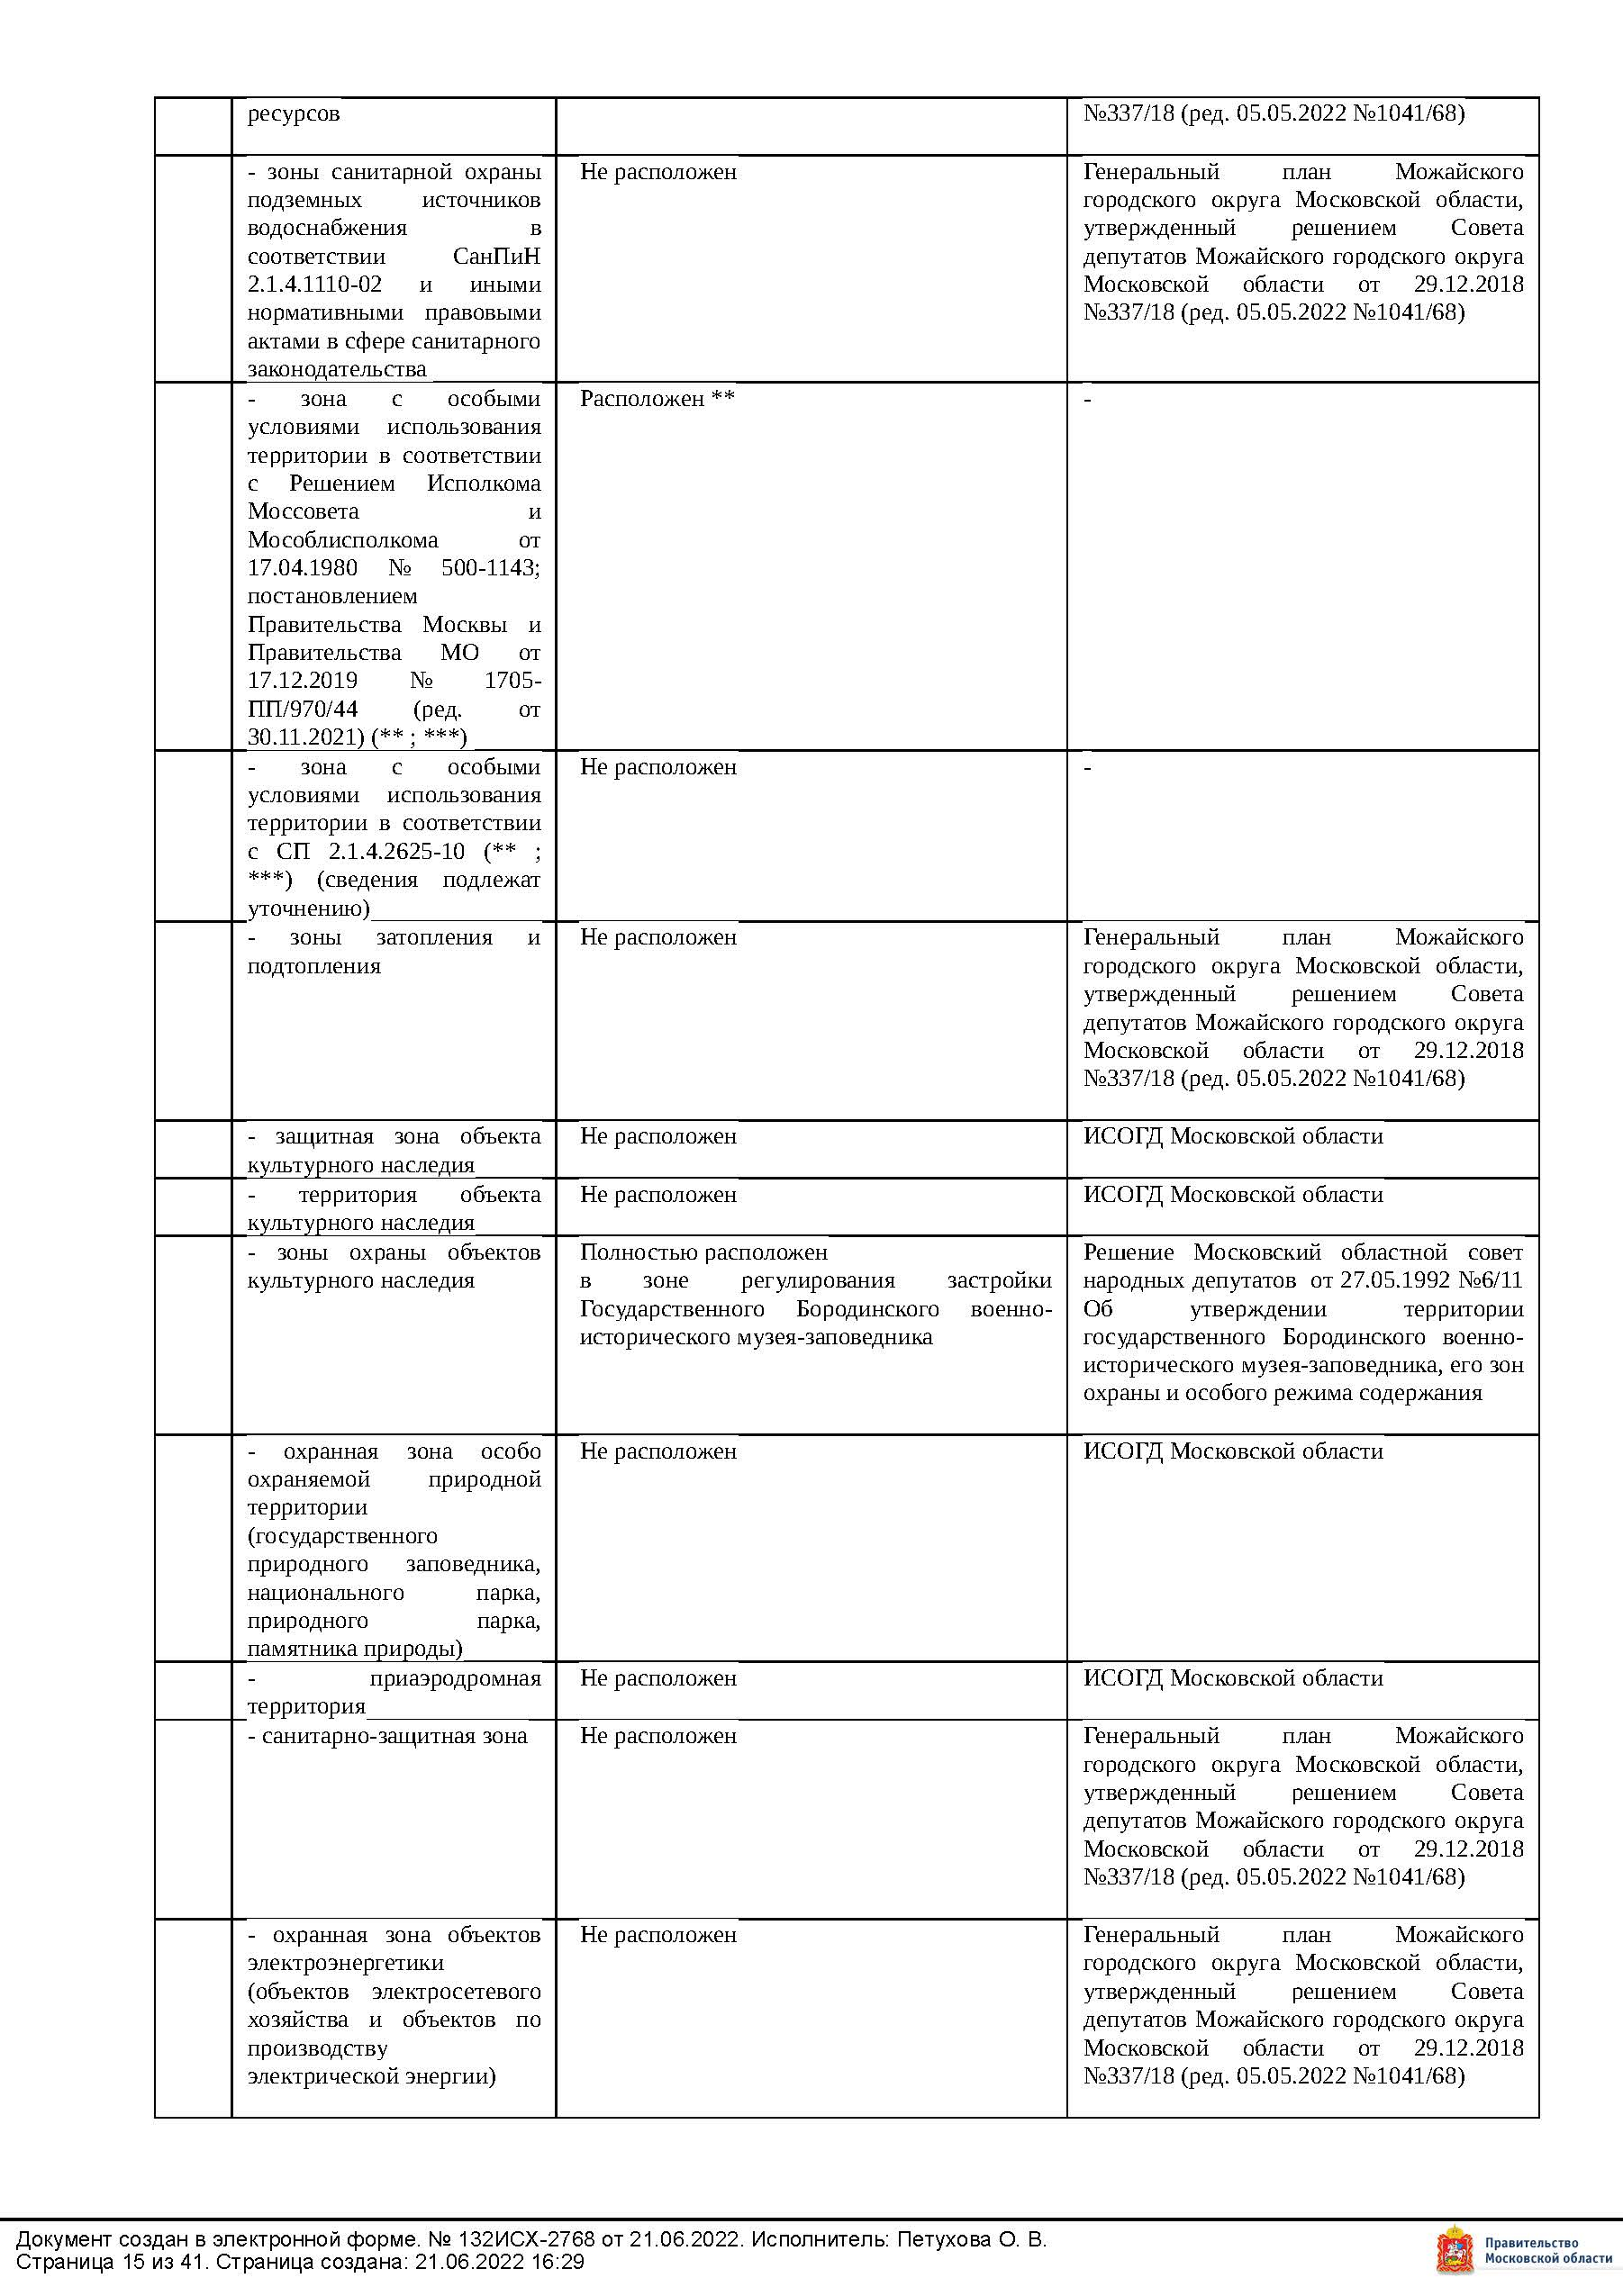 ресурсов
№337/18 (ред. 05.05.2022 №1041/68)
- зоны санитарной охраны
подземных источников
водоснабжения в
соответствии СанПиН
2.1.4.1110-02 и иными
нормативными правовыми
актами в сфере санитарного
законодательства
Не расположен
Генеральный план Можайского
городского округа Московской области,
утвержденный решением Совета
депутатов Можайского городского округа
Московской области от 29.12.2018
№337/18 (ред. 05.05.2022 №1041/68)
- зона с особыми
условиями использования
территории в соответствии
с Решением Исполкома
Моссовета и
Мособлисполкома от
17.04.1980 № 500-1143;
постановлением
Правительства Москвы и
Правительства МО от
17.12.2019 № 1705-
ПП/970/44 (ред. от
30.11.2021) (** ; ***)
Расположен **
-
- зона с особыми
условиями использования
территории в соответствии
с СП 2.1.4.2625-10 (** ;
***) (сведения подлежат
уточнению)
Не расположен
-
- зоны затопления и
подтопления
Не расположен
Генеральный план Можайского
городского округа Московской области,
утвержденный решением Совета
депутатов Можайского городского округа
Московской области от 29.12.2018
№337/18 (ред. 05.05.2022 №1041/68)
- защитная зона объекта
культурного наследия
Не расположен
ИСОГД Московской области
- территория объекта
культурного наследия
Не расположен
ИСОГД Московской области
- зоны охраны объектов
культурного наследия
Полностью расположен
в зоне регулирования застройки
Государственного Бородинского военно-
исторического музея-заповедника
Решение Московский областной совет
народных депутатов от 27.05.1992 №6/11
Об утверждении территории
государственного Бородинского военно-
исторического музея-заповедника, его зон
охраны и особого режима содержания
- охранная зона особо
охраняемой природной
территории
(государственного
природного заповедника,
национального парка,
природного парка,
памятника природы)
Не расположен
ИСОГД Московской области
- приаэродромная
территория
Не расположен
ИСОГД Московской области
- санитарно-защитная зона
Не расположен
Генеральный план Можайского
городского округа Московской области,
утвержденный решением Совета
депутатов Можайского городского округа
Московской области от 29.12.2018
№337/18 (ред. 05.05.2022 №1041/68)
- охранная зона объектов
электроэнергетики
(объектов электросетевого
хозяйства и объектов по
производству
электрической энергии)
Не расположен
Генеральный план Можайского
городского округа Московской области,
утвержденный решением Совета
депутатов Можайского городского округа
Московской области от 29.12.2018
№337/18 (ред. 05.05.2022 №1041/68)
Документ создан в электронной форме. № 132ИСХ-2768 от 21.06.2022. Исполнитель: Петухова О. В.
Страница 15 из 41. Страница создана: 21.06.2022 16:29
Правительство
Московской области